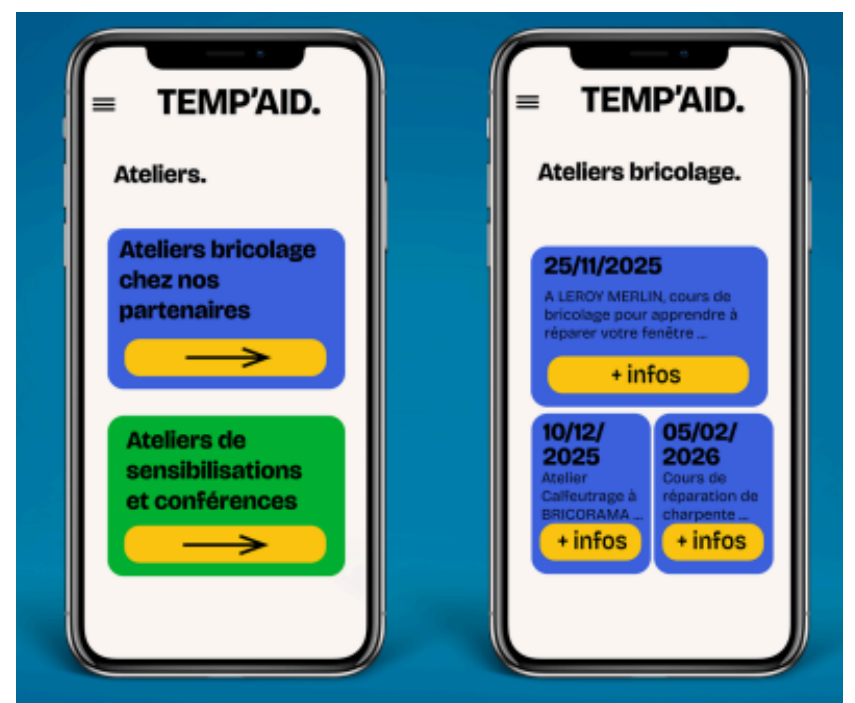 TEMP'AID.
Ateliers.
Ateliers bricolage
chez nos
partenaires
Ateliers de
sensibilisations
et conférences
TEMP'AID.
Ateliers bricolage.
25/11/2025
A LEROY MERLIN, cours de
bricolage pour apprendre à
réparer votre fenêtre ...
+ infos
10/12/
2025
Atelier
Calfeutrage à
BRICORAMA ...
+ infos
05/02/
2026
Cours de
réparation de
charpente ...
+ infos